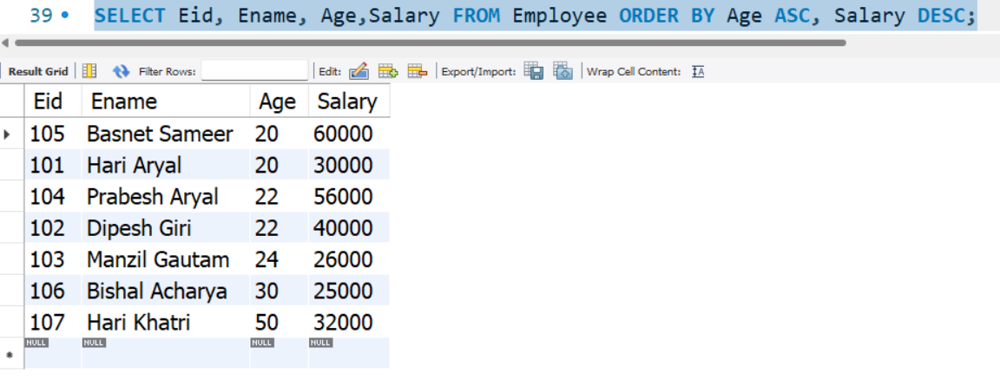 39 SELECT Eid, Ename, Age,Salary FROM Employee ORDER BY Age ASC, Salary DESC;
Result Grid Filter Rows: Edit: Export/Import: Wrap Cell Content: IA
Eid Ename Age Salary
105 Basnet Sameer 20 60000
101 Hari Aryal 20 30000
104 Prabesh Aryal 22 56000
102 Dipesh Giri 22 40000
103 Manzil Gautam 24 26000
106 Bishal Acharya 30 25000
107 Hari Khatri 50 32000
NULL NULL NULL NULL